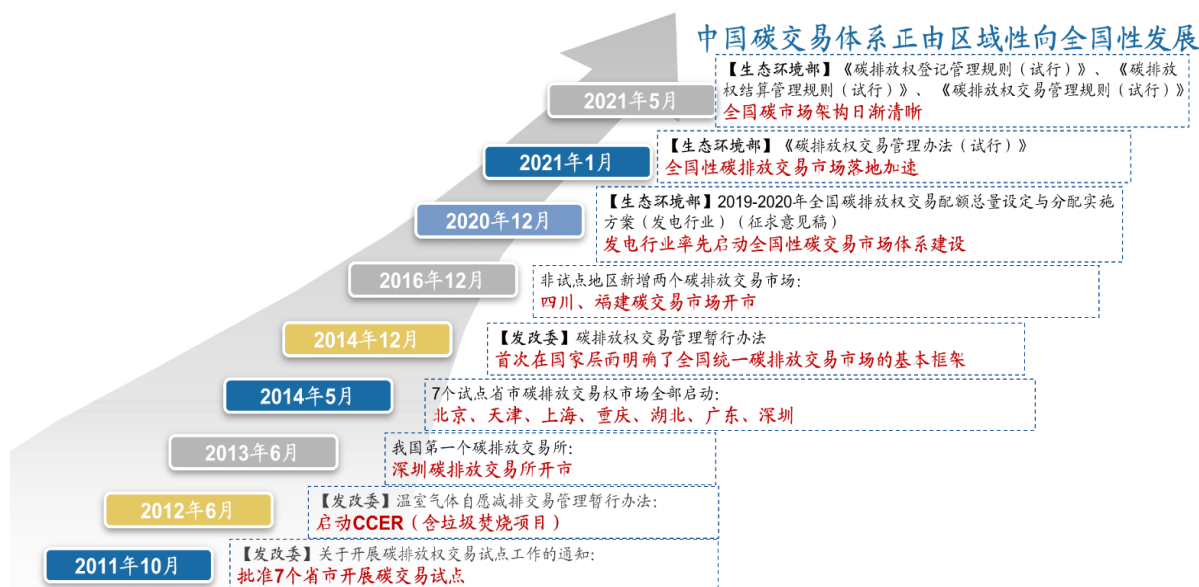 中国碳交易体系正由区域性向全国性发展
2021年5月
【生态环境部】《碳排放权登记管理规则（试行）》、《碳排放
权结算管理规则（试行）》、《碳排放权交易管理规则（试行）》
全国碳市场架构日渐清晰
2021年1月
【生态环境部】《碳排放权交易管理办法（试行）》
全国性碳排放交易市场落地加速
2020年12月
【生态环境部】2019-2020年全国碳排放权交易配额总量设定与分配实施
方案（发电行业）（征求意见稿）
发电行业率先启动全国性碳交易市场体系建设
2016年12月
非试点地区新增两个碳排放交易市场：
四川、福建碳交易市场开市
2014年12月
【发改委】碳排放权交易管理暂行办法
首次在国家层面明确了全国统一碳排放交易市场的基本框架
2014年5月
7个试点省市碳排放交易权市场全部启动：
北京、天津、上海、重庆、湖北、广东、深圳
2013年6月
我国第一个碳排放交易所：
深圳碳排放交易所开市
2012年6月
【发改委】温室气体自愿减排交易管理暂行办法：
启动CCER（含垃圾焚烧项目）
2011年10月
【发改委】关于开展碳排放权交易试点工作的通知：
批准7个省市开展碳交易试点